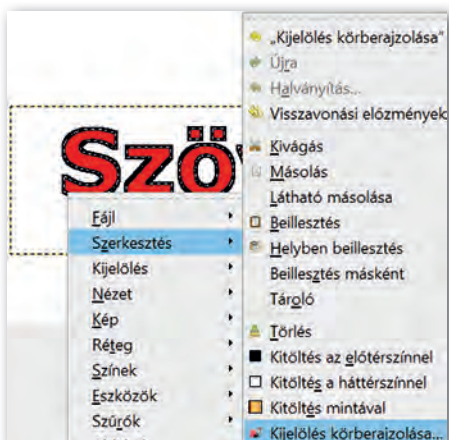 Sző
Fájl
Szerkesztés
Kijelölés
Nézet
Kép
Réteg
Színek
Eszközök
Szűrők
„Kijelölés körberajzolása”
Újra
Halványítás...
Visszavonási előzmények
Kivágás
Másolás
Látható másolása
Beillesztés
Helyben beillesztés
Beillesztés másként
Tároló
Törlés
Kitöltés az előtérszínnel
Kitöltés a háttérszínnel
Kitöltés mintával
Kijelölés körberajzolása...